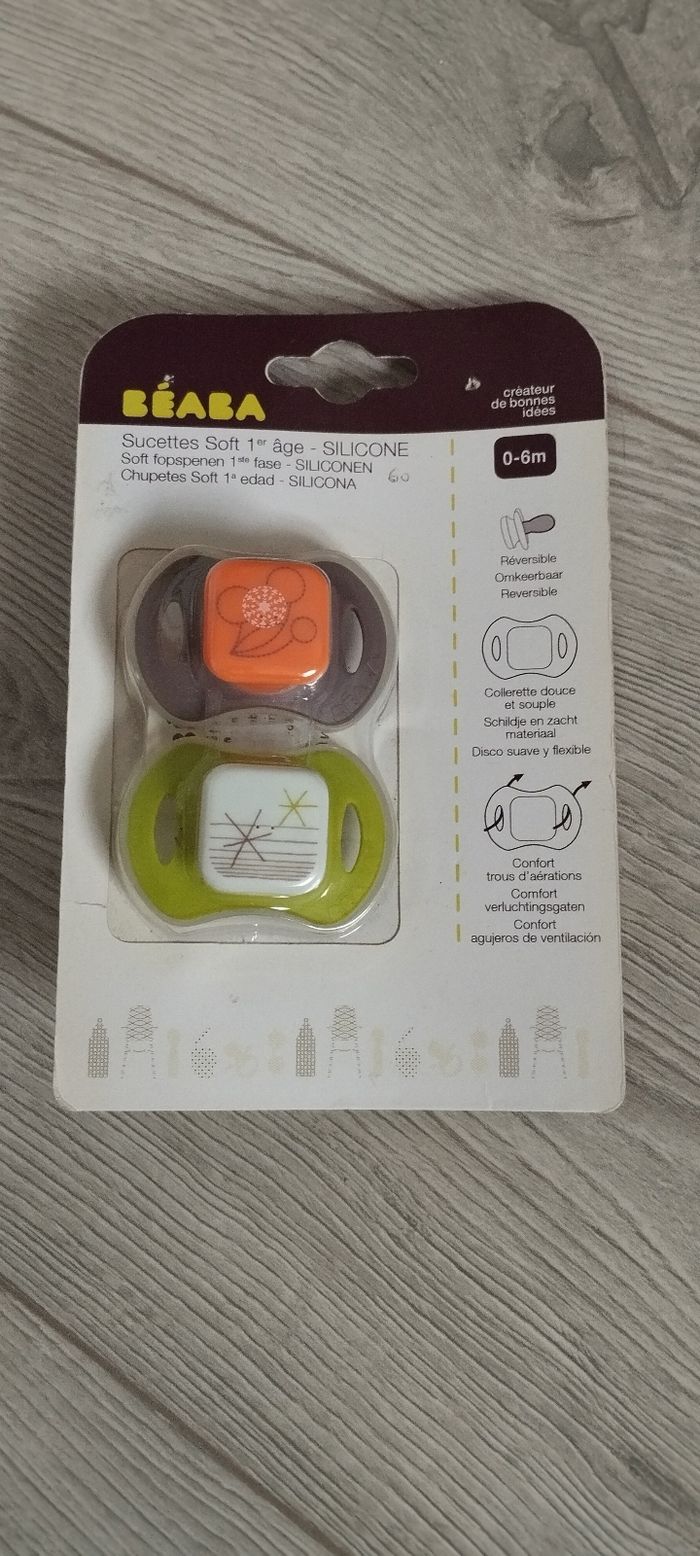 BÉABA
créateur
de bonnes
idées
Sucettes Soft 1er âge - SILICONE
Soft fopspenen 1ste fase - SILICONEN
Chupetes Soft 1a edad - SILICONA
60
0-6m
Réversible
Omkeerbaar
Reversible
Collerette douce
et souple
Schildje en zacht
materiaal
Disco suave y flexible
Confort
trous d'aérations
Comfort
verluchtingsgaten
Confort
agujeros de ventilación